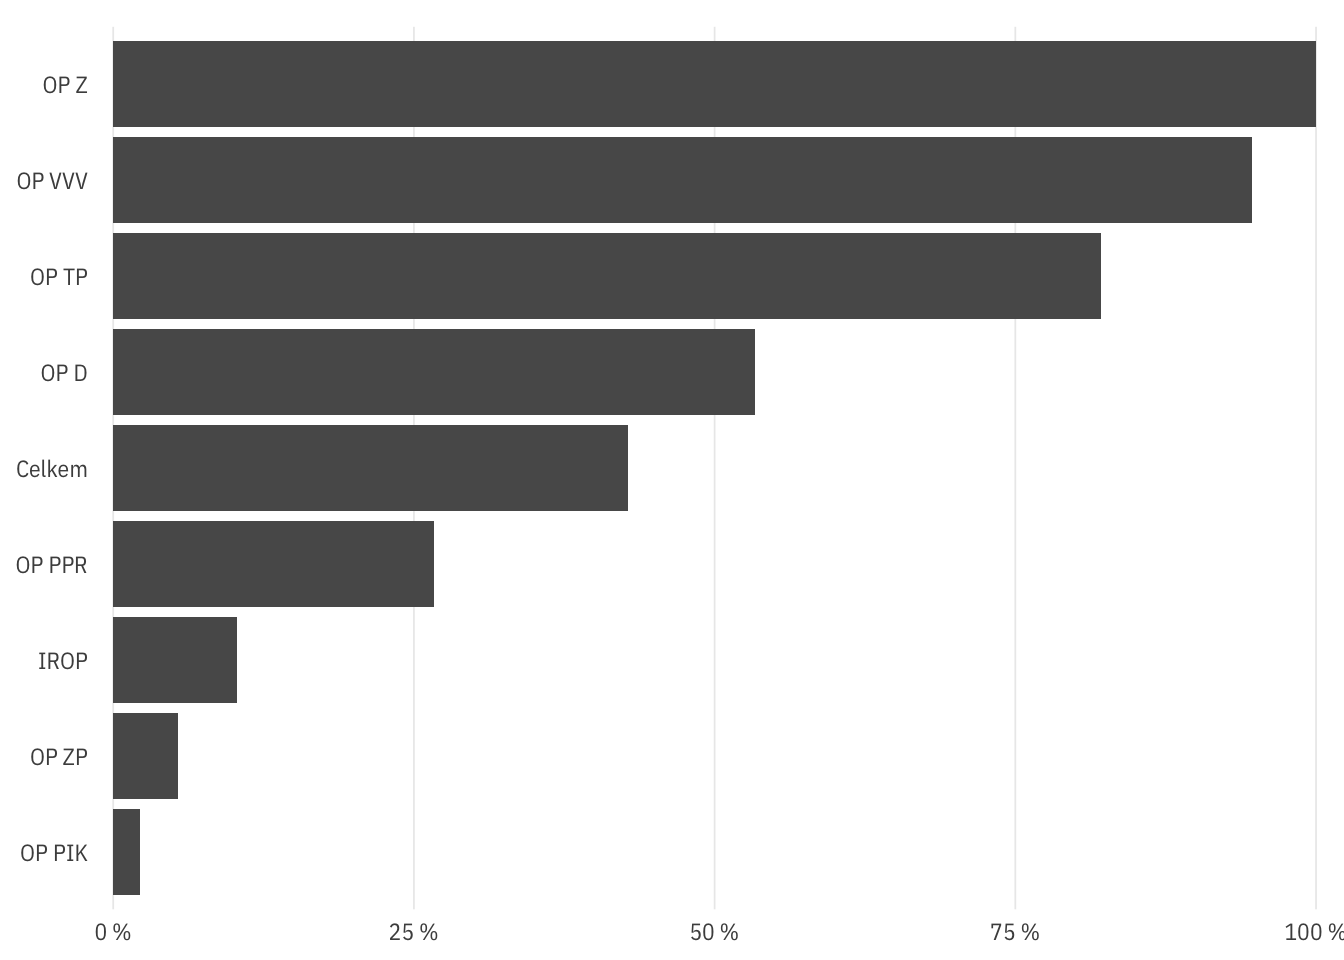 OP Z
OP VVV
OP TP
OP D
Celkem
OP PPR
IROP
OP ZP
OP PIK
0 % 25 % 50 % 75 % 100 %